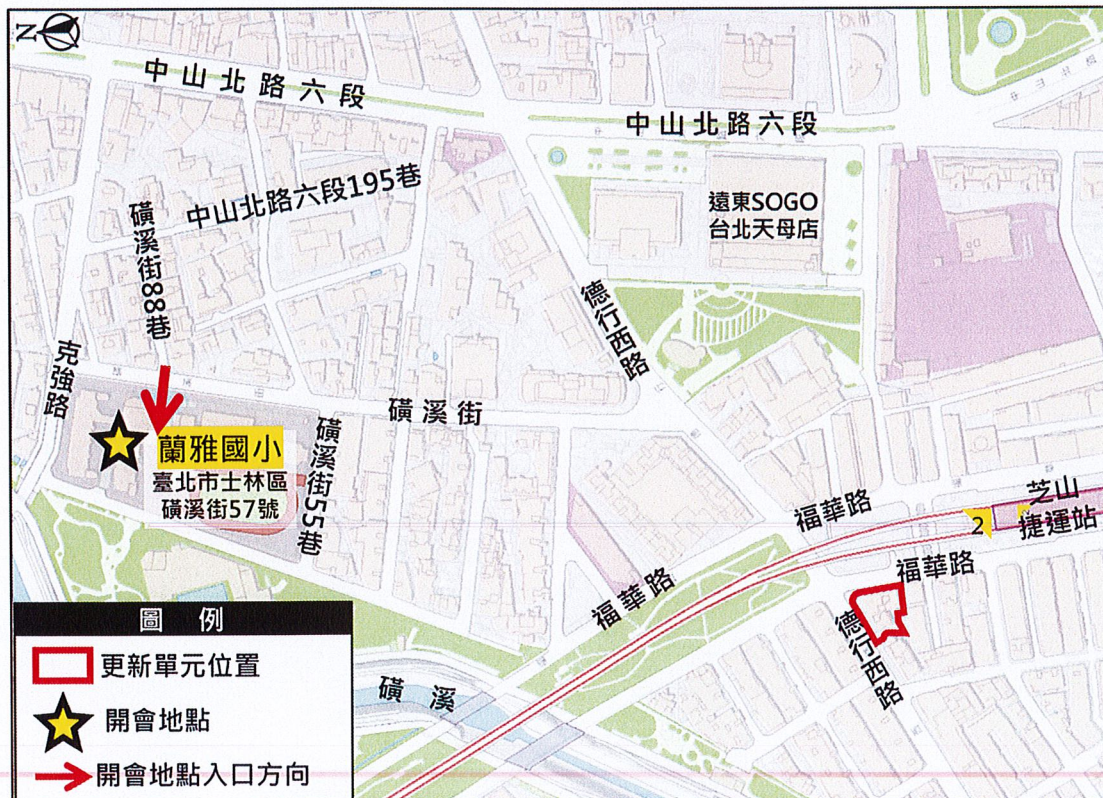 N
中山北路六段
中山北路六段
中山北路六段195巷
遠東SOGO
台北天母店
磺溪街88巷
德行西路
克強路
磺溪街
蘭雅國小
臺北市士林區
磺溪街57號
磺溪街55巷
福華路
芝山
捷運站
2
福華路
福華路
德行西路
磺溪
圖例
更新單元位置
開會地點
開會地點入口方向